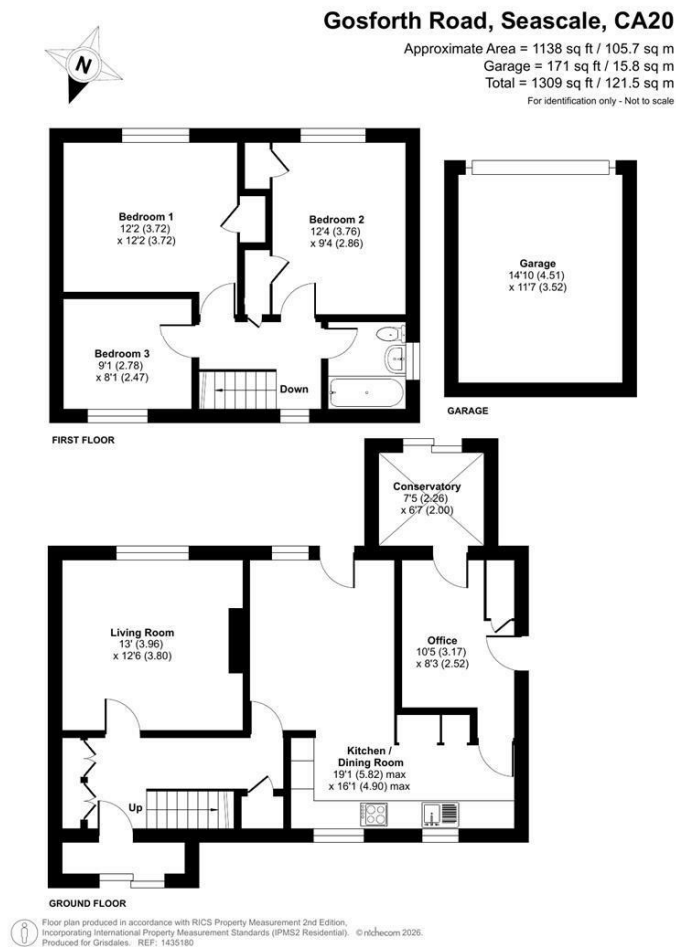 Gosforth Road, Seascale, CA20
Approximate Area = 1138 sq ft / 105.7 sq m
Garage = 171 sq ft / 15.8 sq m
Total = 1309 sq ft / 121.5 sq m
For identification only - Not to scale
N
Bedroom 1
12'2 (3.72)
x 12'2 (3.72)
Bedroom 2
12'4 (3.76)
x 9'4 (2.86)
Bedroom 3
9'1 (2.78)
x 8'1 (2.47)
Down
FIRST FLOOR
Garage
14'10 (4.51)
x 11'7 (3.52)
GARAGE
Conservatory
7'5 (2.26)
x 6'7 (2.00)
Living Room
13' (3.96)
x 12'6 (3.80)
Office
10'5 (3.17)
x 8'3 (2.52)
Kitchen /
Dining Room
19'1 (5.82) max
x 16'1 (4.90) max
Up
GROUND FLOOR
Floor plan produced in accordance with RICS Property Measurement 2nd Edition,
Incorporating International Property Measurement Standards (IPMS2 Residential). © nichecom 2026.
Produced for Grisdales. REF: 1435180